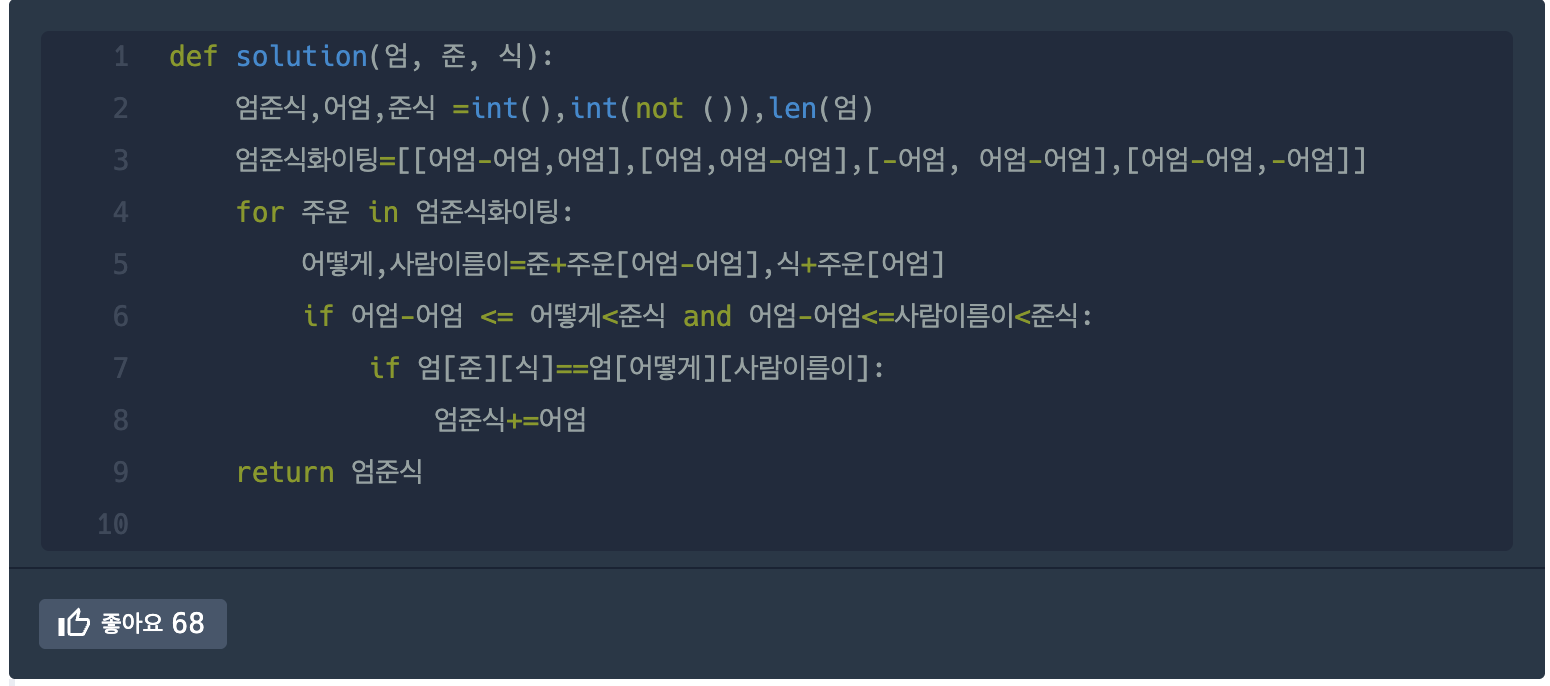 1 def solution(엄, 준, 식):
2 엄준식,어엄,준식 =int(),int(not ()),len(엄)
3 엄준식화이팅=[[어엄-어엄,어엄],[어엄,어엄-어엄],[-어엄, 어엄-어엄],[어엄-어엄,-어엄]]
4 for 주운 in 엄준식화이팅:
5 어떻게,사람이름이=준+주운[어엄-어엄],식+주운[어엄]
6 if 어엄-어엄 <= 어떻게<준식 and 어엄-어엄<=사람이름이<준식:
7 if 엄[준][식]==엄[어떻게][사람이름이]:
8 엄준식+=어엄
9 return 엄준식
10
좋아요 68